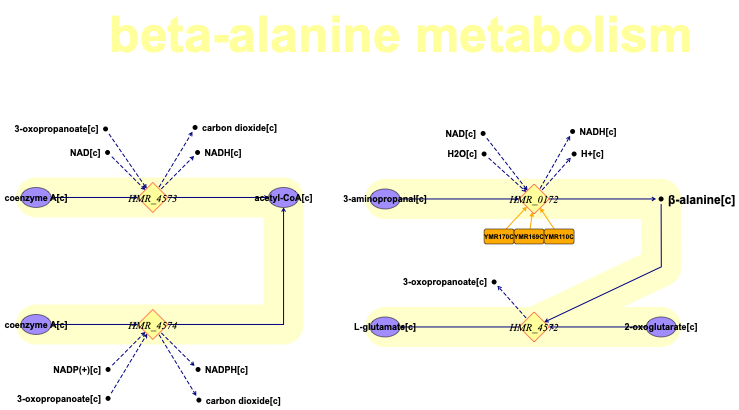 beta-alanine metabolism
3-oxopropanoate[c]
carbon dioxide[c]
NAD[c]
NADH[c]
coenzyme A[c]
HMR_4573
acetyl-CoA[c]
coenzyme A[c]
HMR_4574
NADP(+)[c]
NADPH[c]
3-oxopropanoate[c]
carbon dioxide[c]
NAD[c]
NADH[c]
H2O[c]
H+[c]
3-aminopropanal[c]
HMR_0172
β-alanine[c]
YMR170C
YMR169C
YMR110C
3-oxopropanoate[c]
L-glutamate[c]
HMR_4572
2-oxoglutarate[c]